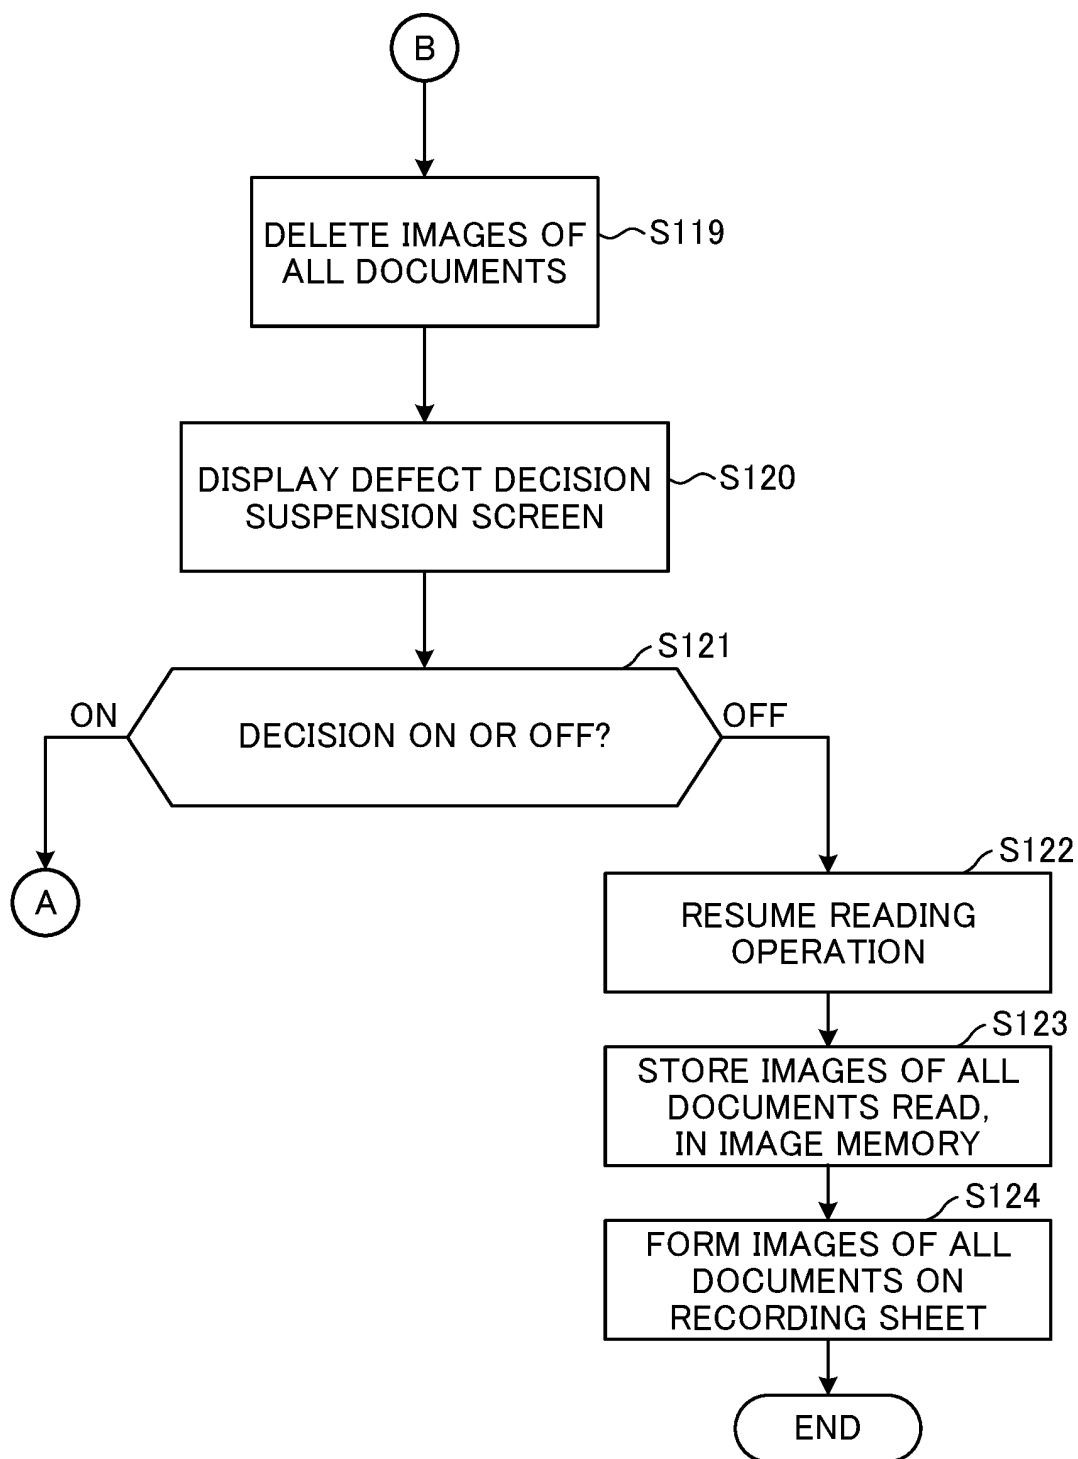 B
DELETE IMAGES OF
ALL DOCUMENTS
S119
DISPLAY DEFECT DECISION
SUSPENSION SCREEN
S120
S121
ON
DECISION ON OR OFF?
OFF
A
S122
RESUME READING
OPERATION
S123
STORE IMAGES OF ALL
DOCUMENTS READ,
IN IMAGE MEMORY
S124
FORM IMAGES OF ALL
DOCUMENTS ON
RECORDING SHEET
END